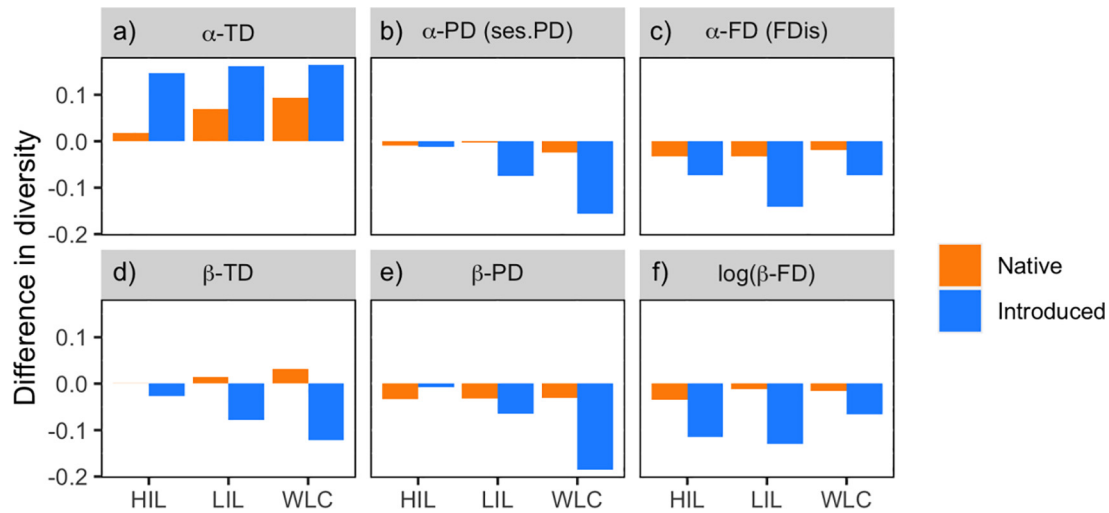 a) α-TD
b) α-PD (ses.PD)
c) α-FD (FDis)
0.1
0.0
-0.1
-0.2
Difference in diversity
d) β-TD
e) β-PD
f) log(β-FD)
0.1
0.0
-0.1
-0.2
HIL LIL WLC
HIL LIL WLC
HIL LIL WLC
Native
Introduced